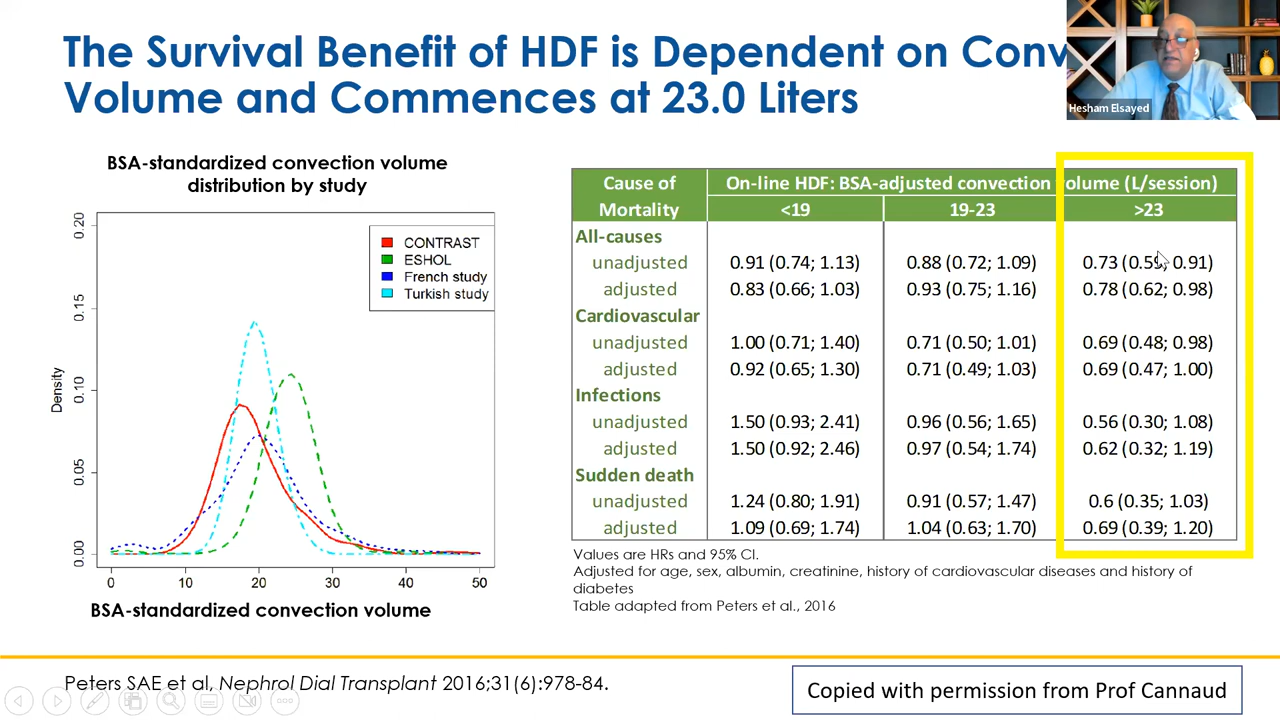 The Survival Benefit of HDF is Dependent on
Volume and Commences at 23.0 Liters
Hesham Elsayed
BSA-standardized convection volume
distribution by study
Density
0.20
0.15
0.10
0.05
0.00
CONTRAST
ESHOL
French study
Turkish study
0 10 20 30 40 50
BSA-standardized convection volume
Cause of Mortality On-line HDF: BSA-adjusted convection volume (L/session)
<19 19-23 >23
All-causes
unadjusted 0.91 (0.74; 1.13) 0.88 (0.72; 1.09) 0.73 (0.59; 0.91)
adjusted 0.83 (0.66; 1.03) 0.93 (0.75; 1.16) 0.78 (0.62; 0.98)
Cardiovascular
unadjusted 1.00 (0.71; 1.40) 0.71 (0.50; 1.01) 0.69 (0.48; 0.98)
adjusted 0.92 (0.65; 1.30) 0.71 (0.49; 1.03) 0.69 (0.47; 1.00)
Infections
unadjusted 1.50 (0.93; 2.41) 0.96 (0.56; 1.65) 0.56 (0.30; 1.08)
adjusted 1.50 (0.92; 2.46) 0.97 (0.54; 1.74) 0.62 (0.32; 1.19)
Sudden death
unadjusted 1.24 (0.80; 1.91) 0.91 (0.57; 1.47) 0.6 (0.35; 1.03)
adjusted 1.09 (0.69; 1.74) 1.04 (0.63; 1.70) 0.69 (0.39; 1.20)
Values are HRs and 95% CI.
Adjusted for age, sex, albumin, creatinine, history of cardiovascular diseases and history of
diabetes
Table adapted from Peters et al., 2016
Peters SAE et al, Nephrol Dial Transplant 2016;31(6):978-84.
Copied with permission from Prof Cannaud